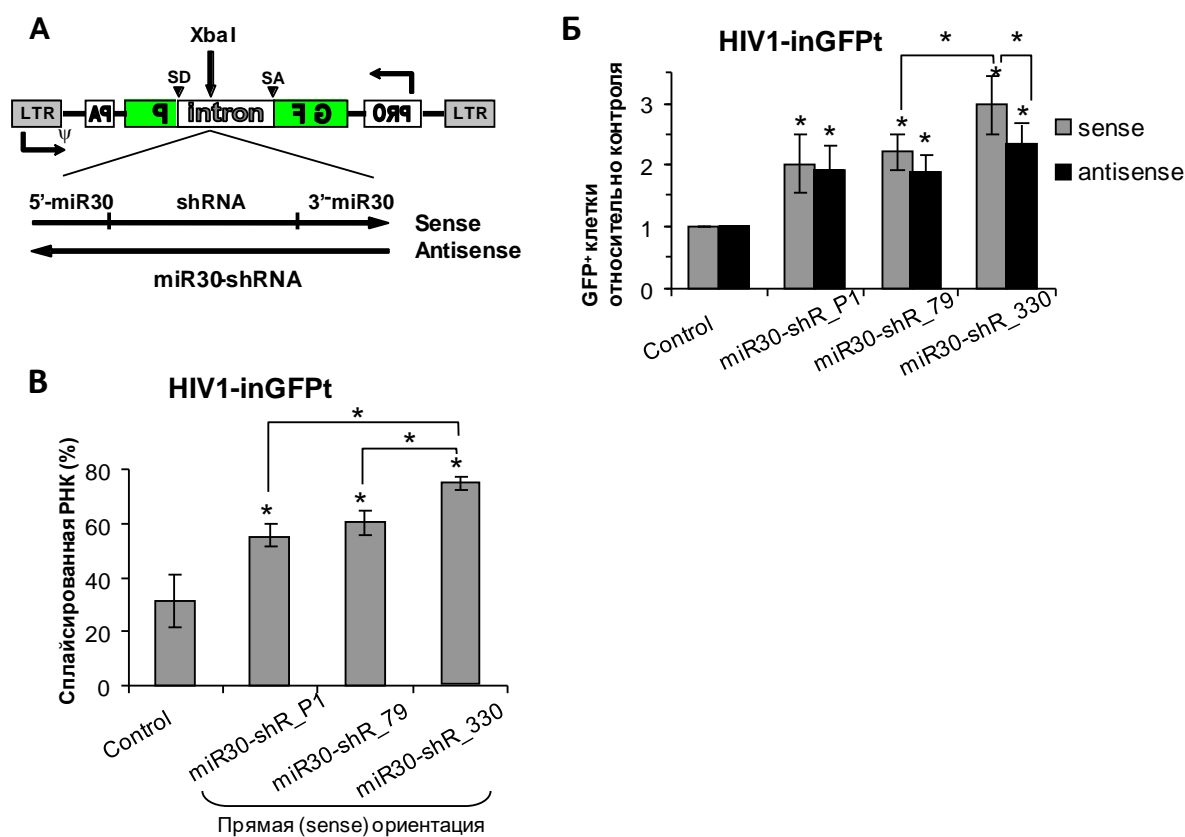 А
XbaI
SD
SA
LTR
PA
P
intron
G F
PRO
LTR
ψ
5'-miR30
shRNA
3'-miR30
Sense
Antisense
miR30-shRNA
Б
HIV1-inGFPt
*
*
*
*
*
*
*
*
GFP⁺ клетки
относительно контроля
3
2
1
0
sense
antisense
Control
miR30-shR_P1
miR30-shR_79
miR30-shR_330
В
HIV1-inGFPt
*
*
*
*
*
Сплайсированная РНК (%)
80
60
40
20
0
Control
miR30-shR_P1
miR30-shR_79
miR30-shR_330
Прямая (sense) ориентация